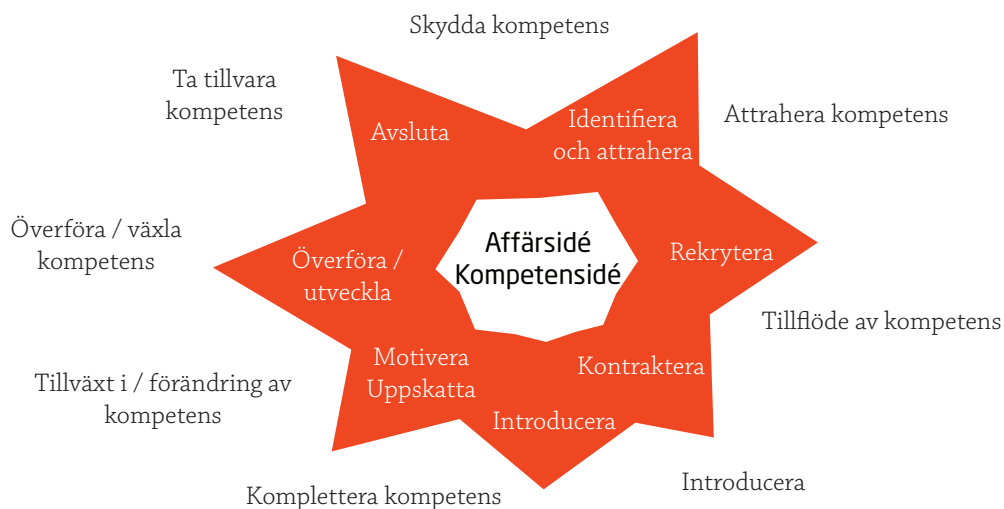 Skydda kompetens
Ta tillvara
kompetens
Avsluta
Identifiera
och attrahera
Attrahera kompetens
Överföra / växla
kompetens
Överföra /
utveckla
Affärsidé
Kompetensidé
Rekrytera
Tillflöde av kompetens
Motivera
Uppskatta
Kontraktera
Tillväxt i / förändring av
kompetens
Introducera
Komplettera kompetens
Introducera